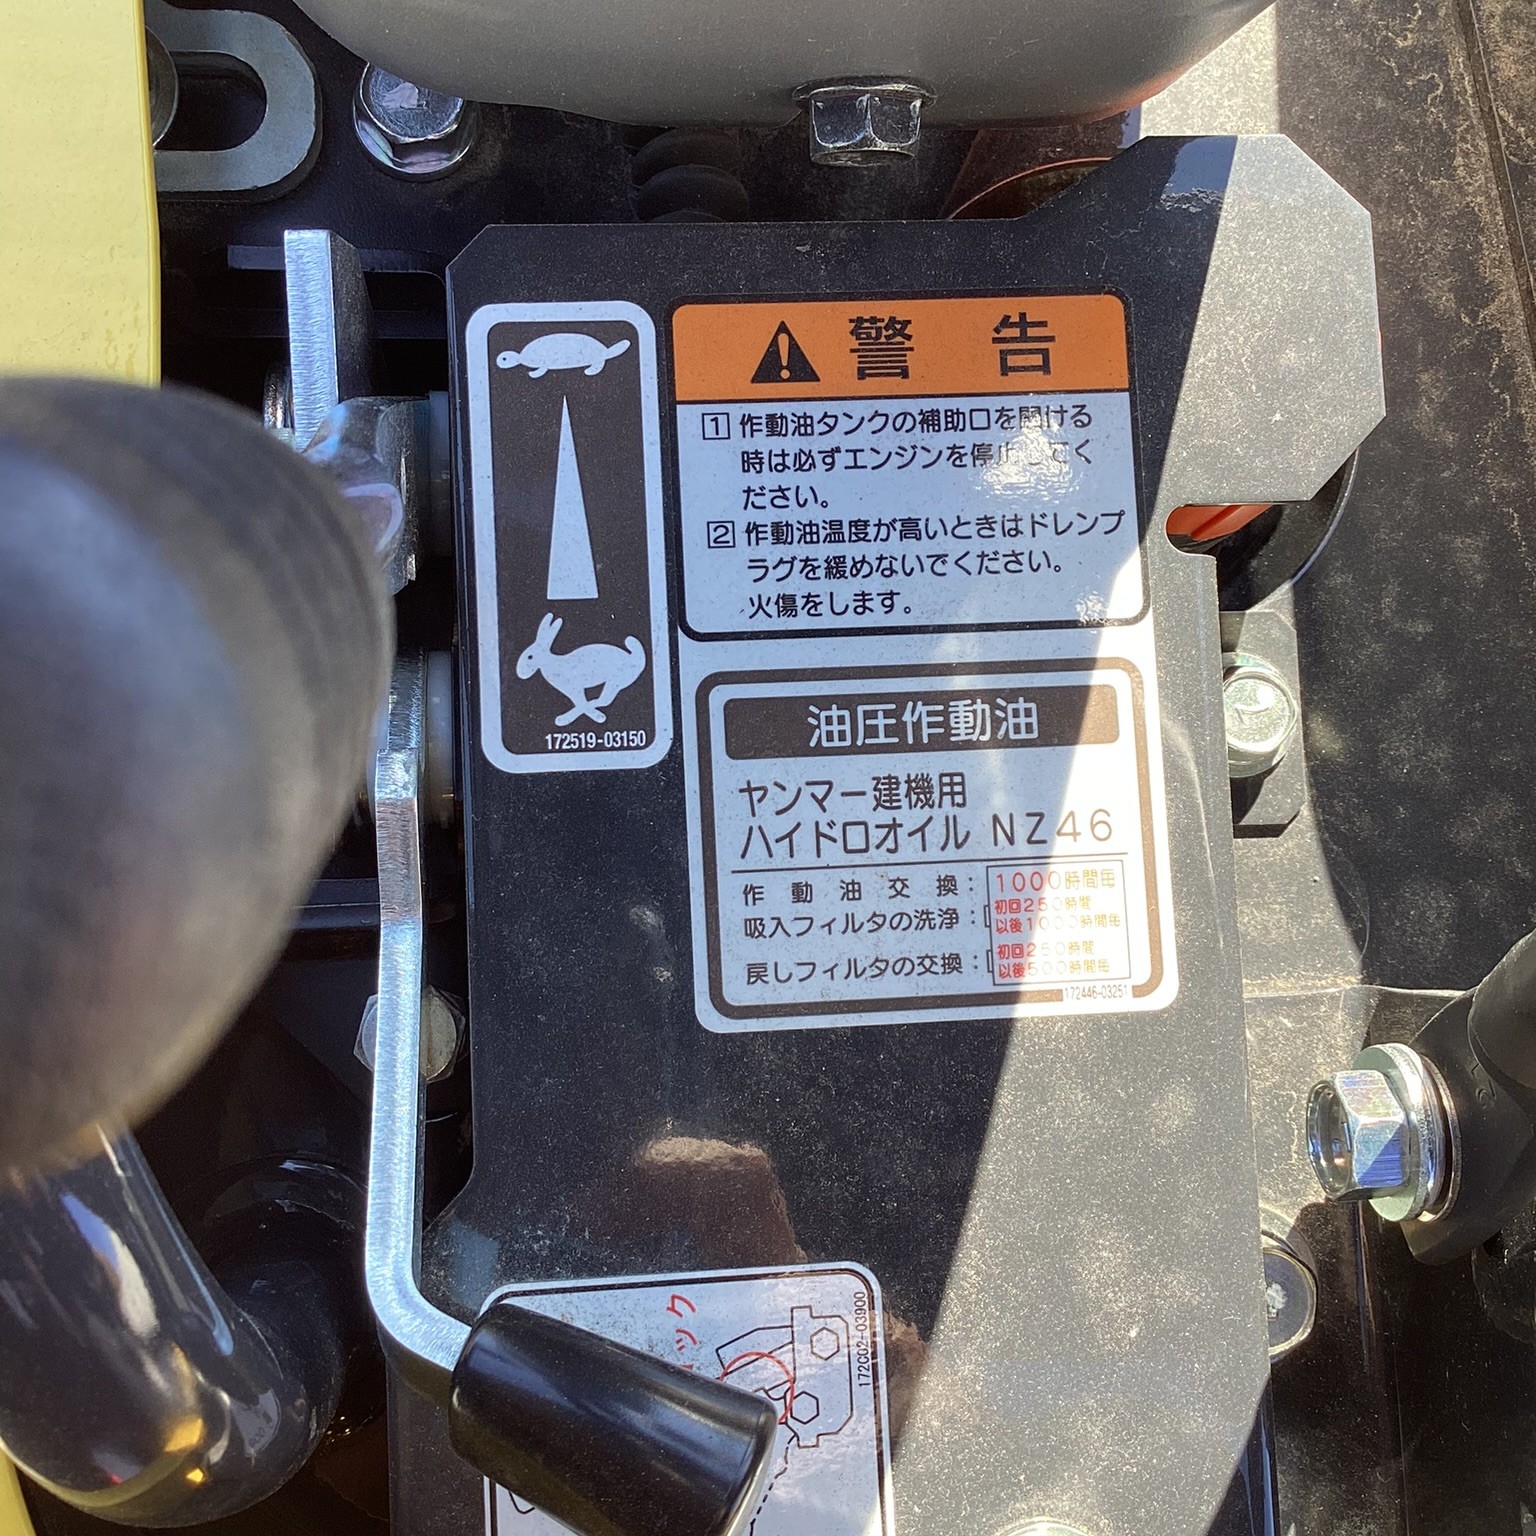 172519-03150
警 告
1 作動油タンクの補助口を開ける
時は必ずエンジンを停止してく
ださい。
2 作動油温度が高いときはドレンプ
ラグを緩めないでください。
火傷をします。
油圧作動油
ヤンマー建機用
ハイドロオイル NZ46
作動油交換: 1000時間毎
吸入フィルタの洗浄: 初回250時間
以後1000時間毎
戻しフィルタの交換: 初回250時間
以後500時間毎
172446-03251
ック
172C02-03900